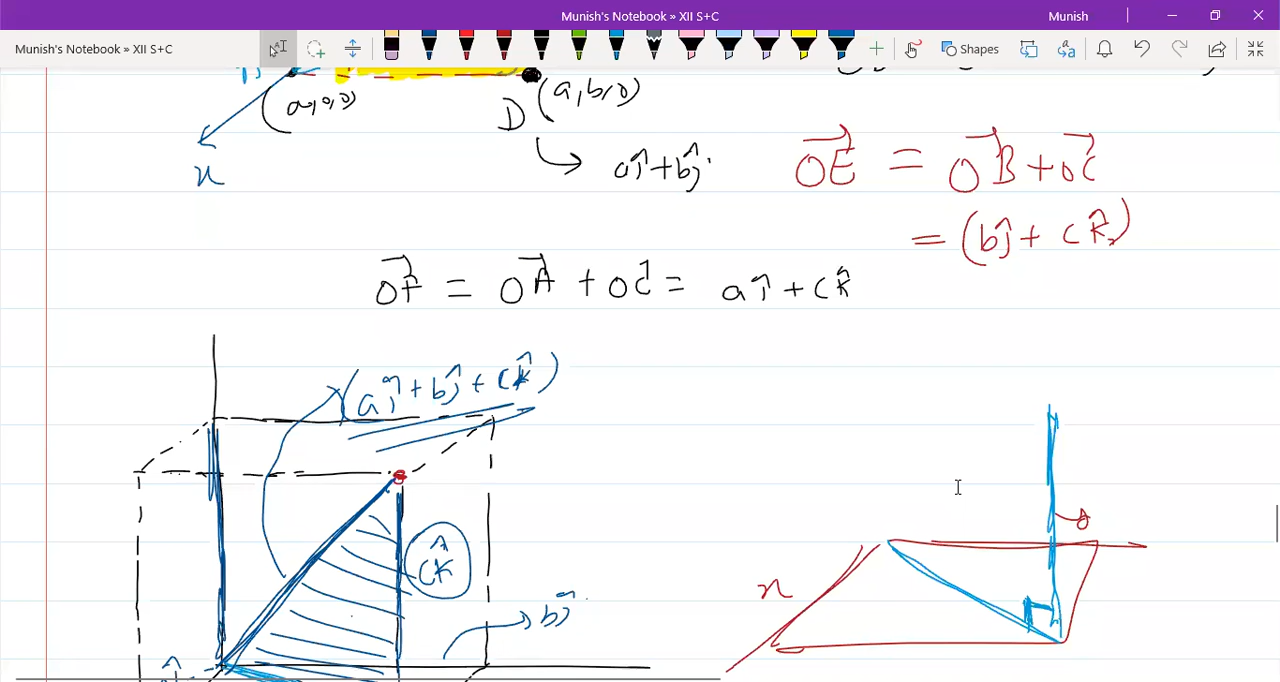 Munish's Notebook » XII S+C
Munish
Munish's Notebook » XII S+C
Shapes
(a,0,0)
D (a,b,0)
aî+bĵ
x
→OE = →OB + →OC
= (bĵ + ck̂)
→OF = →OA + →OC = aî + ck̂
(aî + bĵ + ck̂)
ck̂
bĵ
x